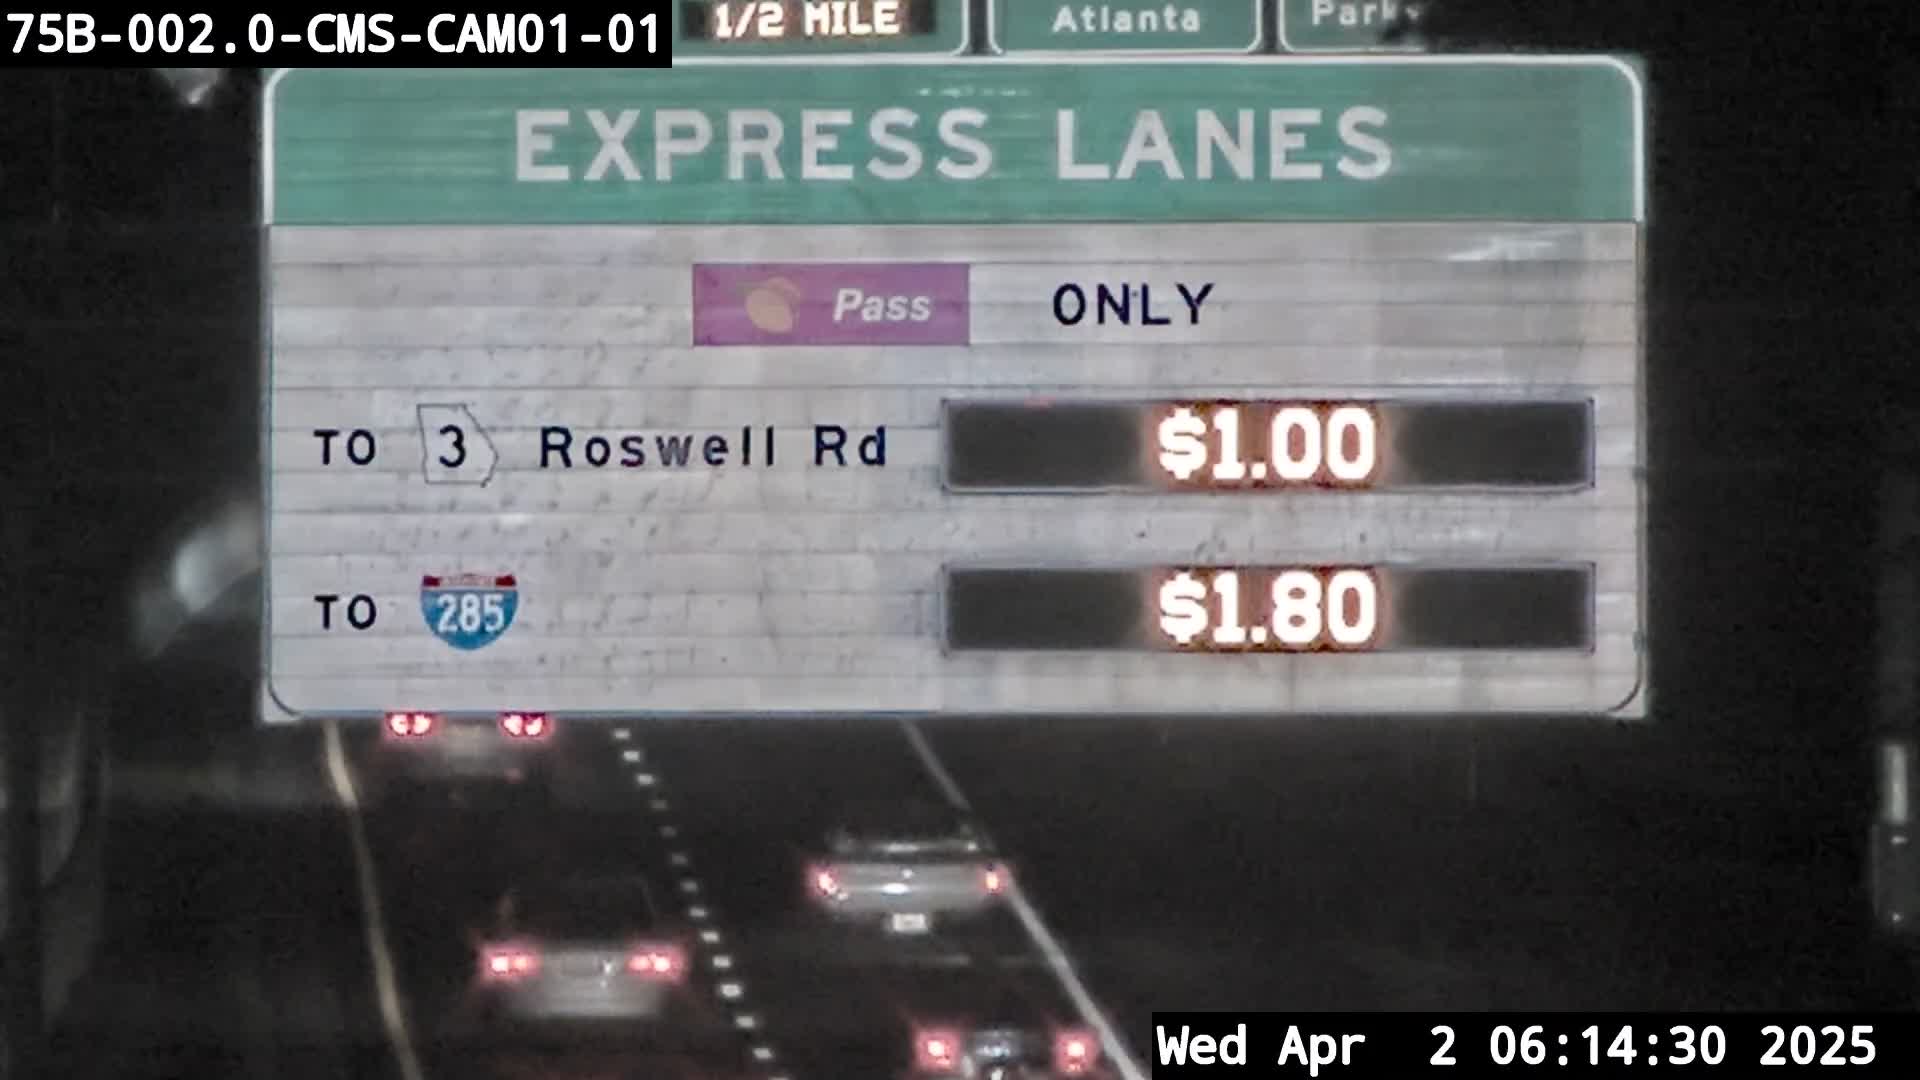 75B-002.0-CMS-CAM01-01
1/2 MILE
Atlanta
EXPRESS LANES
Pass ONLY
TO 3 Roswell Rd $1.00
TO 285 $1.80
Wed Apr 2 06:14:30 2025